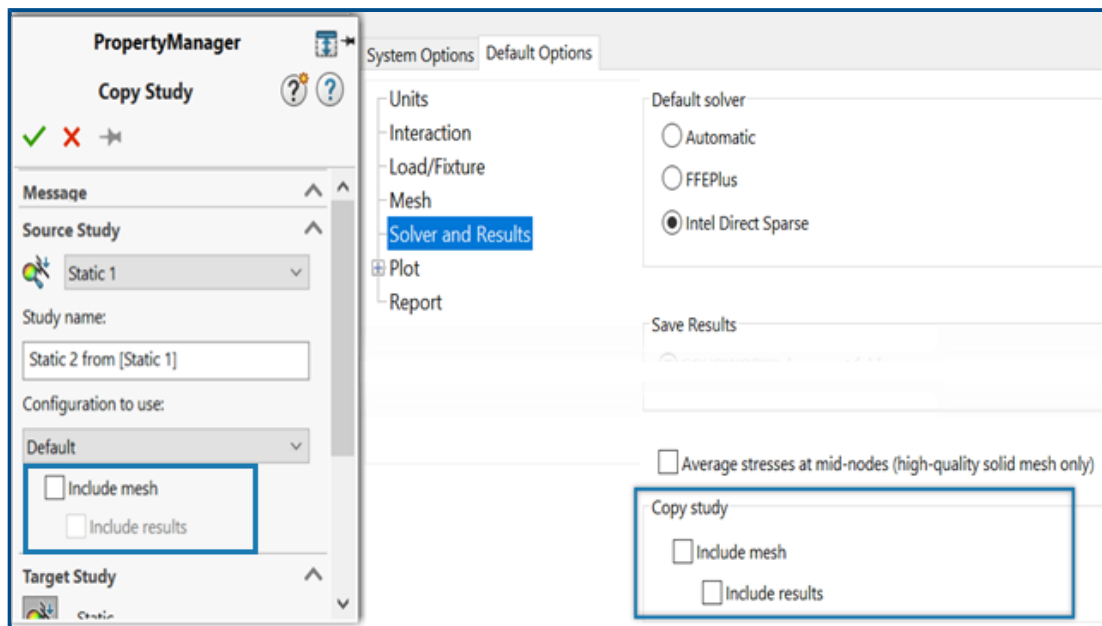 PropertyManager
Copy Study
Message
Source Study
Static 1
Study name:
Static 2 from [Static 1]
Configuration to use:
Default
Include mesh
Include results
Target Study
Static
System Options
Default Options
Units
Interaction
Load/Fixture
Mesh
Solver and Results
Plot
Report
Default solver
Automatic
FFEPlus
Intel Direct Sparse
Save Results
Average stresses at mid-nodes (high-quality solid mesh only)
Copy study
Include mesh
Include results